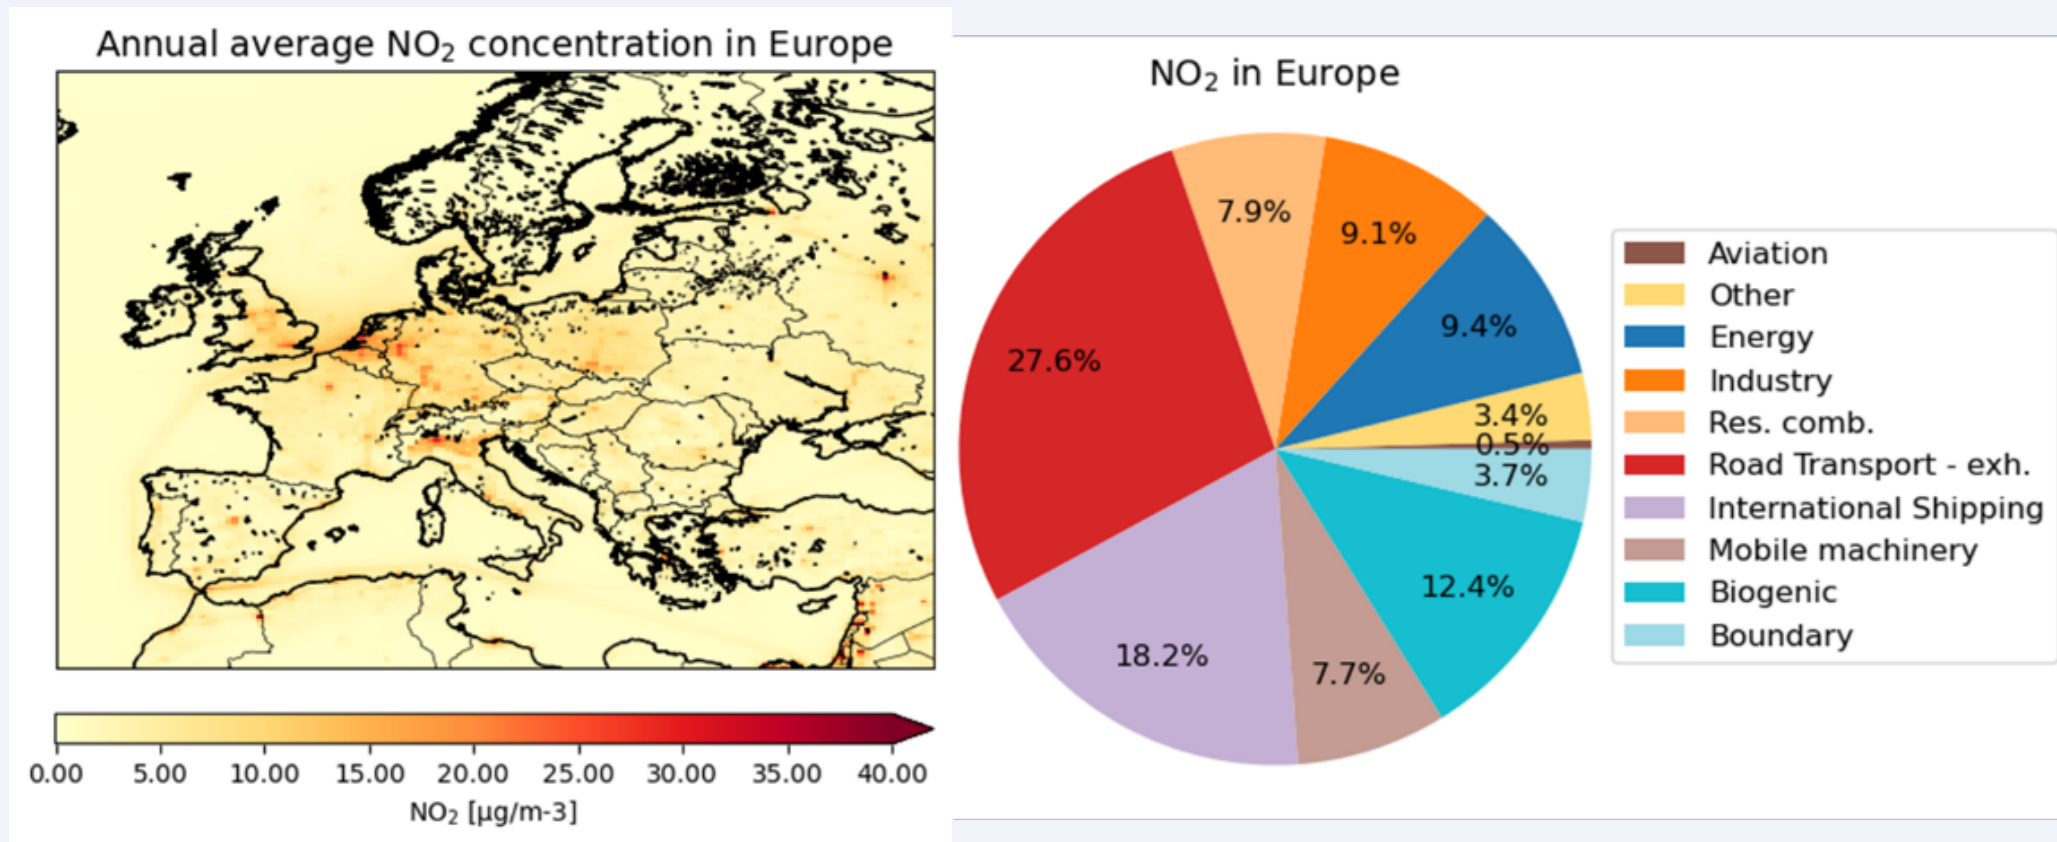 Annual average NO₂ concentration in Europe
0.00 5.00 10.00 15.00 20.00 25.00 30.00 35.00 40.00
NO₂ [µg/m-3]
NO₂ in Europe
7.9%
9.1%
9.4%
27.6%
3.4%
0.5%
3.7%
12.4%
18.2%
7.7%
Aviation
Other
Energy
Industry
Res. comb.
Road Transport - exh.
International Shipping
Mobile machinery
Biogenic
Boundary